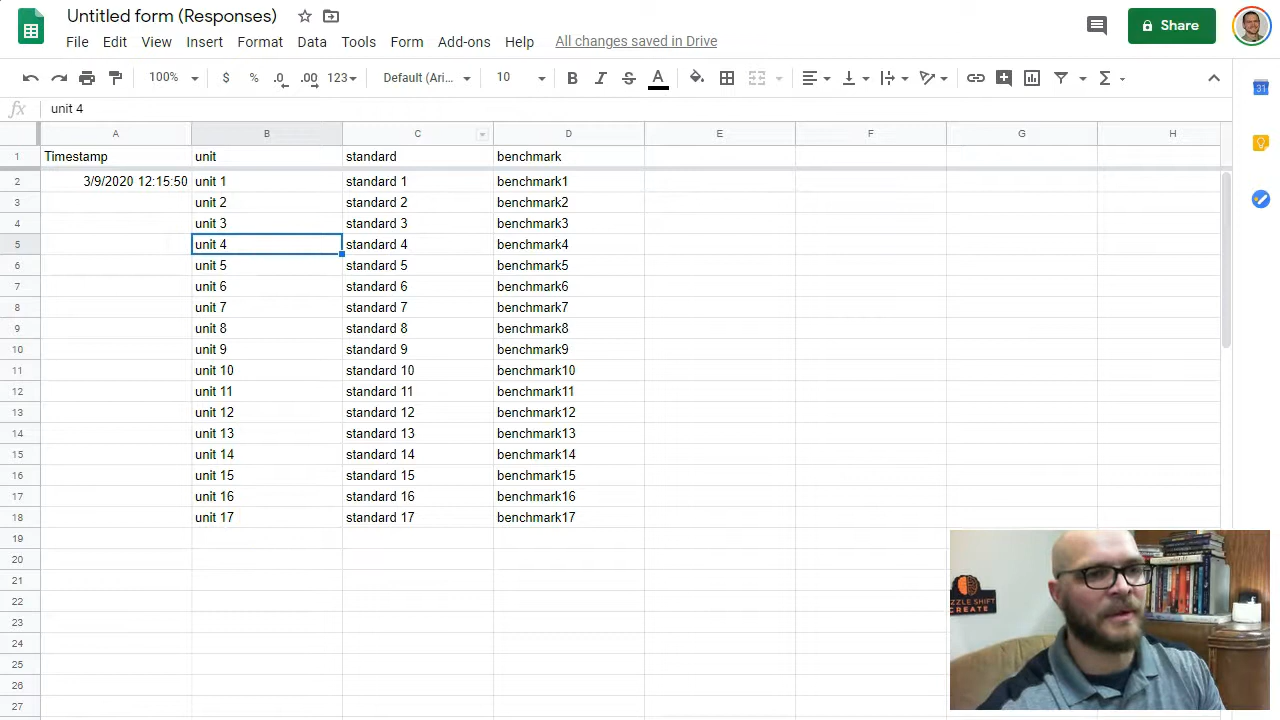 Untitled form (Responses)
File Edit View Insert Format Data Tools Form Add-ons Help All changes saved in Drive
Share
100% $ % .0 .00 123 Default (Ari... 10 B I S A
31
fx unit 4
A B C D E F G H
1 Timestamp unit standard benchmark
2 3/9/2020 12:15:50 unit 1 standard 1 benchmark1
3 unit 2 standard 2 benchmark2
4 unit 3 standard 3 benchmark3
5 unit 4 standard 4 benchmark4
6 unit 5 standard 5 benchmark5
7 unit 6 standard 6 benchmark6
8 unit 7 standard 7 benchmark7
9 unit 8 standard 8 benchmark8
10 unit 9 standard 9 benchmark9
11 unit 10 standard 10 benchmark10
12 unit 11 standard 11 benchmark11
13 unit 12 standard 12 benchmark12
14 unit 13 standard 13 benchmark13
15 unit 14 standard 14 benchmark14
16 unit 15 standard 15 benchmark15
17 unit 16 standard 16 benchmark16
18 unit 17 standard 17 benchmark17
19
20
21
22
23
24
25
26
27
ZZLE SHIFT
CREATE